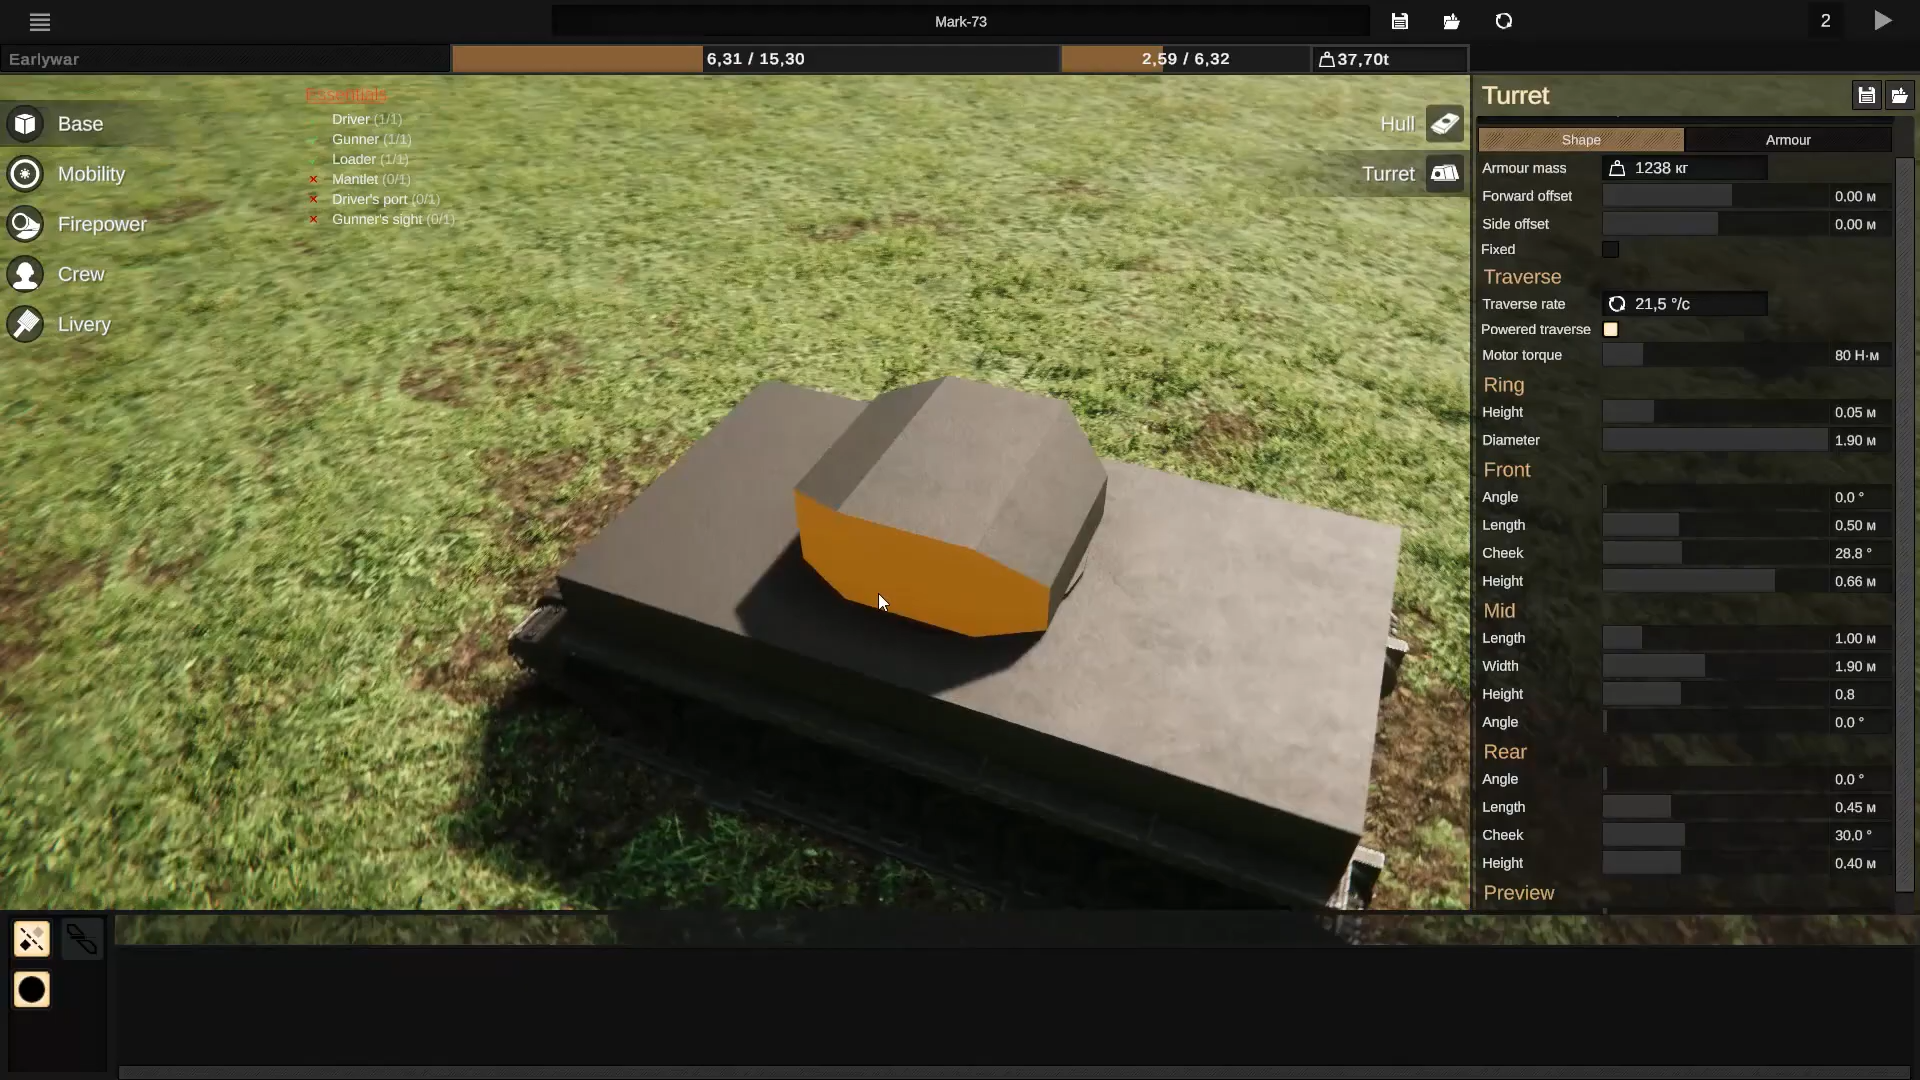 Mark-73
2
Earlywar
6,31 / 15,30
2,59 / 6,32
37,70t
Essentials
Driver (1/1)
Gunner (1/1)
Loader (1/1)
Mantlet (0/1)
Driver's port (0/1)
Gunner's sight (0/1)
Base
Mobility
Firepower
Crew
Livery
Hull
Turret
Turret
Shape
Armour
Armour mass 1238 кг
Forward offset 0.00 м
Side offset 0.00 м
Fixed
Traverse
Traverse rate 21,5 °/с
Powered traverse
Motor torque 80 Н·м
Ring
Height 0.05 м
Diameter 1.90 м
Front
Angle 0.0 °
Length 0.50 м
Cheek 28.8 °
Height 0.66 м
Mid
Length 1.00 м
Width 1.90 м
Height 0.8
Angle 0.0 °
Rear
Angle 0.0 °
Length 0.45 м
Cheek 30.0 °
Height 0.40 м
Preview